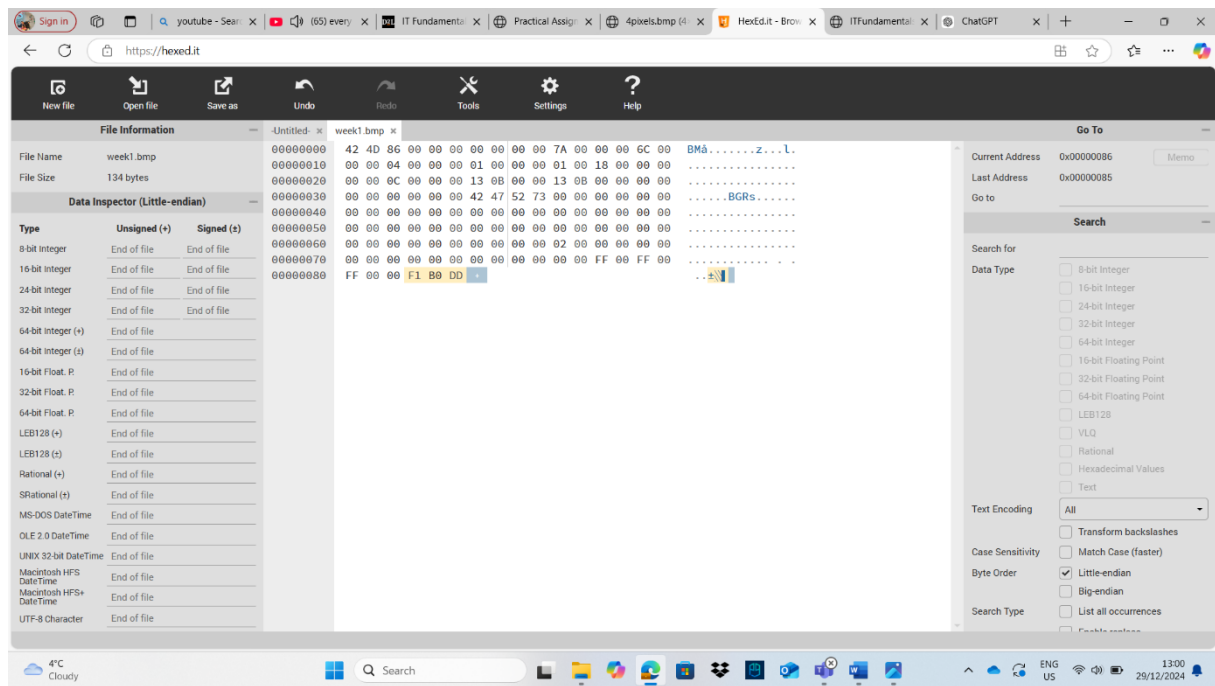 Sign in
youtube - Searc
(65) every
IT Fundamenta
Practical Assign
4pixels.bmp (4
HexEd.it - Brow
ITFundamental
ChatGPT
https://hexed.it
New file
Open file
Save as
Undo
Redo
Tools
Settings
Help
File Information
File Name week1.bmp
File Size 134 bytes
Data Inspector (Little-endian)
Type Unsigned (+) Signed (±)
8-bit Integer End of file End of file
16-bit Integer End of file End of file
24-bit Integer End of file End of file
32-bit Integer End of file End of file
64-bit Integer (+) End of file
64-bit Integer (±) End of file
16-bit Float. P. End of file
32-bit Float. P. End of file
64-bit Float. P. End of file
LEB128 (+) End of file
LEB128 (±) End of file
Rational (+) End of file
SRational (±) End of file
MS-DOS DateTime End of file
OLE 2.0 DateTime End of file
UNIX 32-bit DateTime End of file
Macintosh HFS DateTime End of file
Macintosh HFS+ DateTime End of file
UTF-8 Character End of file
-Untitled- week1.bmp
00000000 42 4D 86 00 00 00 00 00 00 00 7A 00 00 00 6C 00 BMå.......z...l.
00000010 00 00 04 00 00 00 01 00 00 00 01 00 18 00 00 00 ................
00000020 00 00 0C 00 00 00 13 0B 00 00 13 0B 00 00 00 00 ................
00000030 00 00 00 00 00 00 42 47 52 73 00 00 00 00 00 00 ......BGRs......
00000040 00 00 00 00 00 00 00 00 00 00 00 00 00 00 00 00 ................
00000050 00 00 00 00 00 00 00 00 00 00 00 00 00 00 00 00 ................
00000060 00 00 00 00 00 00 00 00 00 00 02 00 00 00 00 00 ................
00000070 00 00 00 00 00 00 00 00 00 00 00 00 FF 00 FF 00 ............ . .
00000080 FF 00 00 F1 B0 DD + ..±░▌
Go To
Current Address 0x00000086 Memo
Last Address 0x00000085
Go to
Search
Search for
Data Type 8-bit Integer
16-bit Integer
24-bit Integer
32-bit Integer
64-bit Integer
16-bit Floating Point
32-bit Floating Point
64-bit Floating Point
LEB128
VLQ
Rational
Hexadecimal Values
Text
Text Encoding All
Transform backslashes
Case Sensitivity Match Case (faster)
Byte Order Little-endian
Big-endian
Search Type List all occurrences
Enable replace
4°C
Cloudy
Search
ENG
US
13:00
29/12/2024